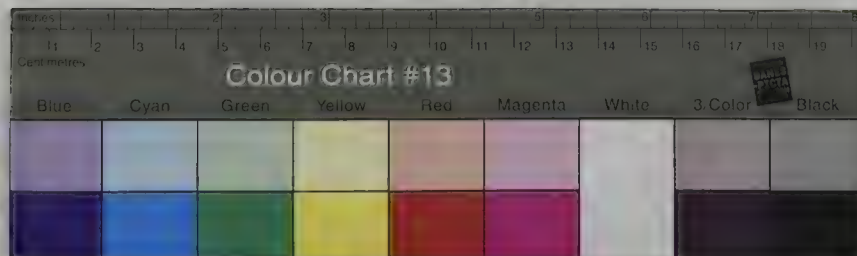 Inches 1 2 3 4 5 6 7 8
1 2 3 4 5 6 7 8 9 10 11 12 13 14 15 16 17 18 19
Centimetres
Colour Chart #13
Blue Cyan Green Yellow Red Magenta White 3/Color Black